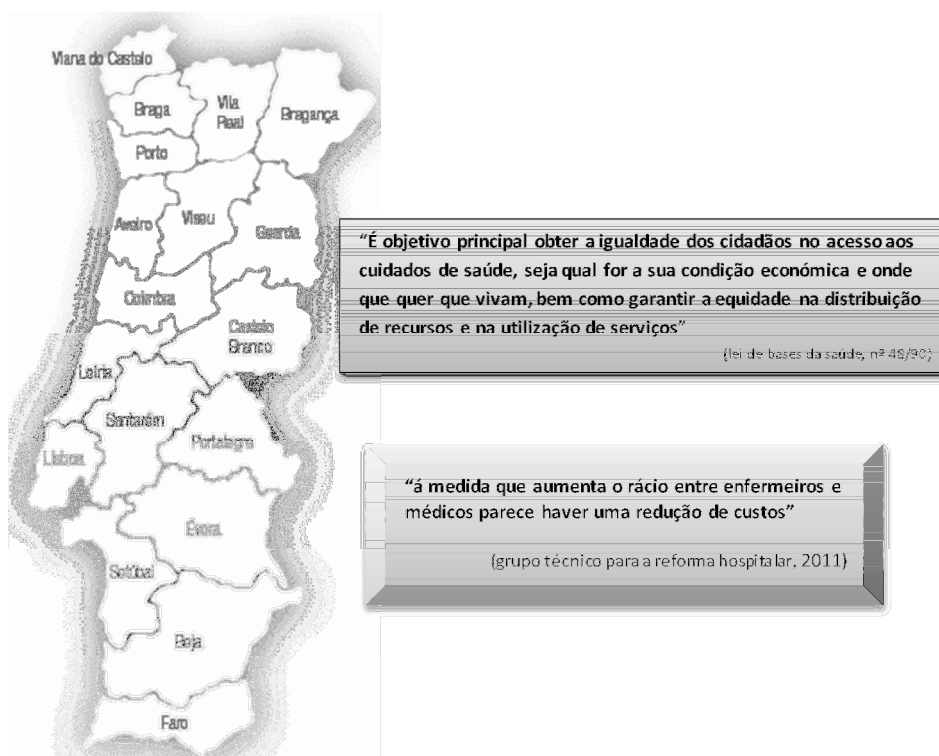 Viana do Castelo
Braga
Vila
Real
Bragança
Porto
Aveiro
Viseu
Guarda
Coimbra
Castelo
Branco
Leiria
Santarém
Portalegre
Lisboa
Évora
Setúbal
Beja
Faro
“É objetivo principal obter a igualdade dos cidadãos no acesso aos
cuidados de saúde, seja qual for a sua condição económica e onde
que quer que vivam, bem como garantir a equidade na distribuição
de recursos e na utilização de serviços”
(lei de bases da saúde, nº 48/90)
“á medida que aumenta o rácio entre enfermeiros e
médicos parece haver uma redução de custos”
(grupo técnico para a reforma hospitalar, 2011)